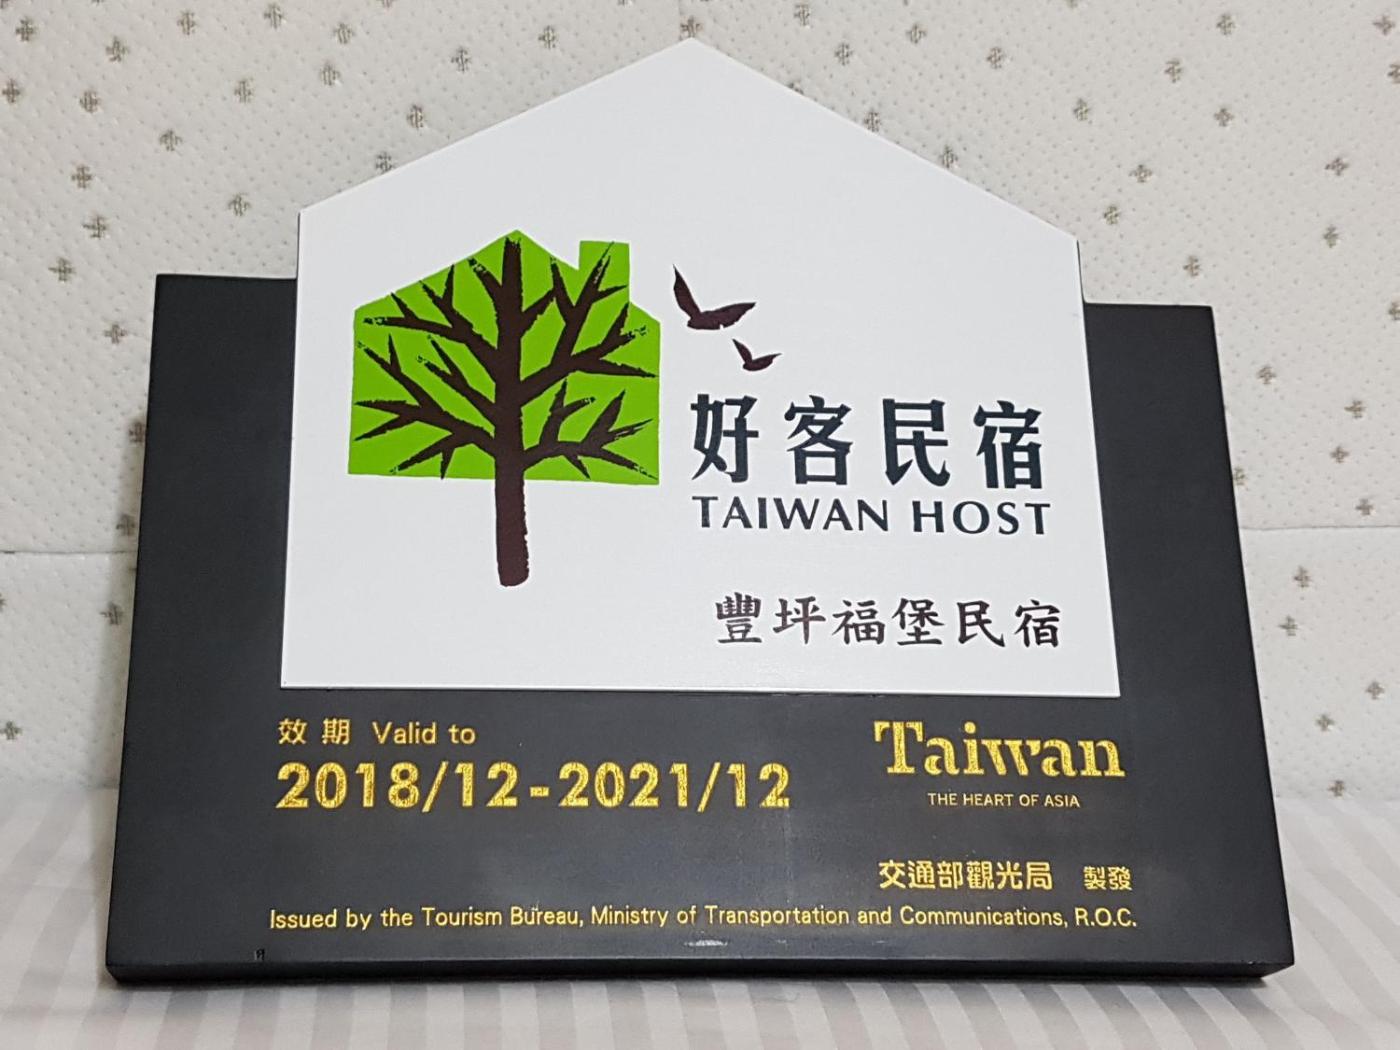 好客民宿
TAIWAN HOST
豐坪福堡民宿
效期 Valid to
2018/12-2021/12
Taiwan
THE HEART OF ASIA
交通部觀光局 製發
Issued by the Tourism Bureau, Ministry of Transportation and Communications, R.O.C.